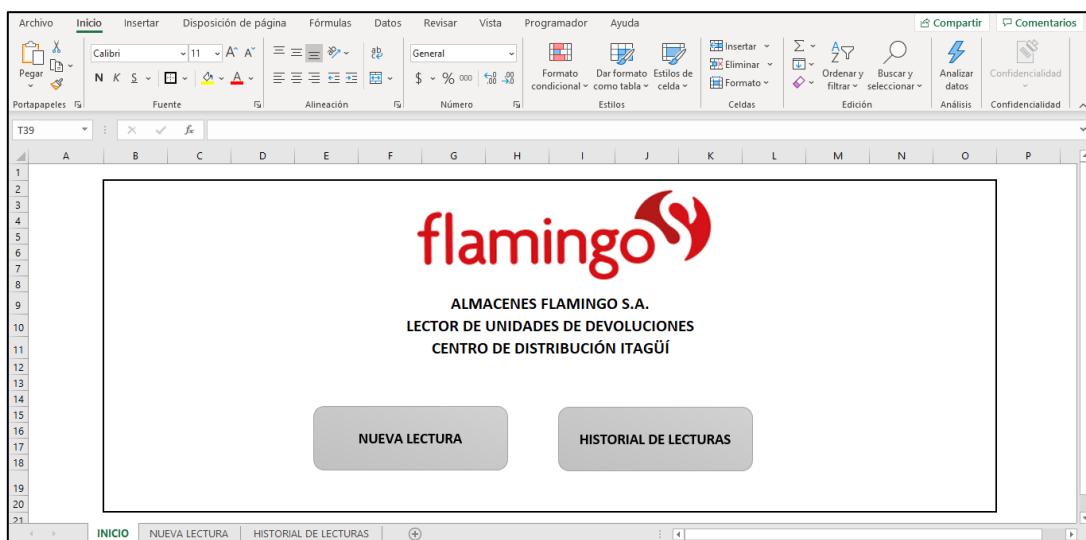 Archivo Inicio Insertar Disposición de página Fórmulas Datos Revisar Vista Programador Ayuda Compartir Comentarios
Pegar
Calibri 11 A^ Aˇ
N K S A
ab
General
$ % 000
Formato condicional
Dar formato como tabla
Estilos de celda
Insertar
Eliminar
Formato
Ordenar y filtrar
Buscar y seleccionar
Analizar datos
Confidencialidad
Portapapeles Fuente Alineación Número Estilos Celdas Edición Análisis Confidencialidad
T39 fx
A B C D E F G H I J K L M N O P
1
2
3
4
5
6
7
8
9
10
11
12
13
14
15
16
17
18
19
20
21
flamingo
ALMACENES FLAMINGO S.A.
LECTOR DE UNIDADES DE DEVOLUCIONES
CENTRO DE DISTRIBUCIÓN ITAGÜÍ
NUEVA LECTURA HISTORIAL DE LECTURAS
INICIO NUEVA LECTURA HISTORIAL DE LECTURAS